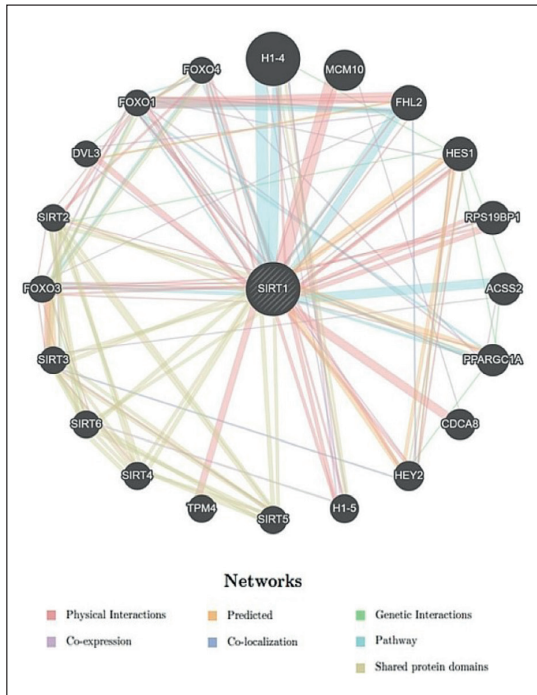 H1-4
MCM10
FOXO4
FOXO1
FHL2
DVL3
HES1
SIRT2
RPS19BP1
FOXO3
SIRT1
ACSS2
SIRT3
PPARGC1A
SIRT6
CDCA8
SIRT4
HEY2
TPM4
SIRT5
H1-5
Networks
Physical Interactions Predicted Genetic Interactions
Co-expression Co-localization Pathway
Shared protein domains